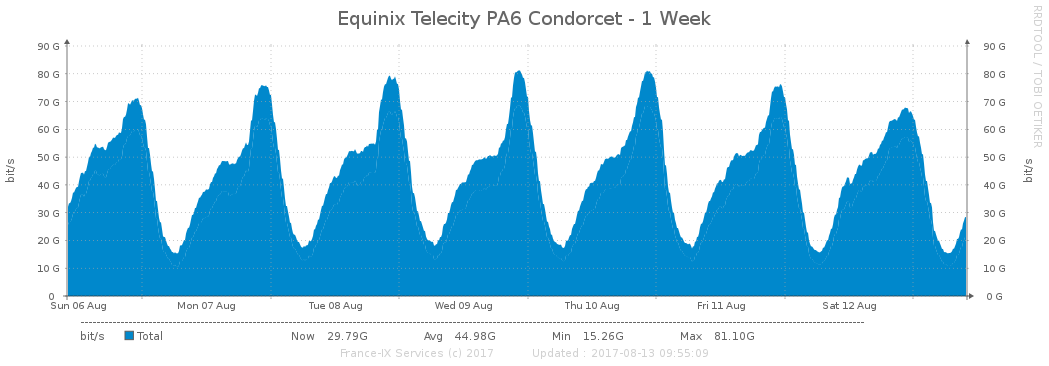 Equinix Telecity PA6 Condorcet - 1 Week
RRDTOOL / TOBI OETIKER
bit/s
90 G 90 G
80 G 80 G
70 G 70 G
60 G 60 G
50 G 50 G
40 G 40 G
30 G 30 G
20 G 20 G
10 G 10 G
0 0 G
bit/s
Sun 06 Aug Mon 07 Aug Tue 08 Aug Wed 09 Aug Thu 10 Aug Fri 11 Aug Sat 12 Aug
bit/s Total Now 29.79G Avg 44.98G Min 15.26G Max 81.10G
France-IX Services (c) 2017 Updated : 2017-08-13 09:55:09